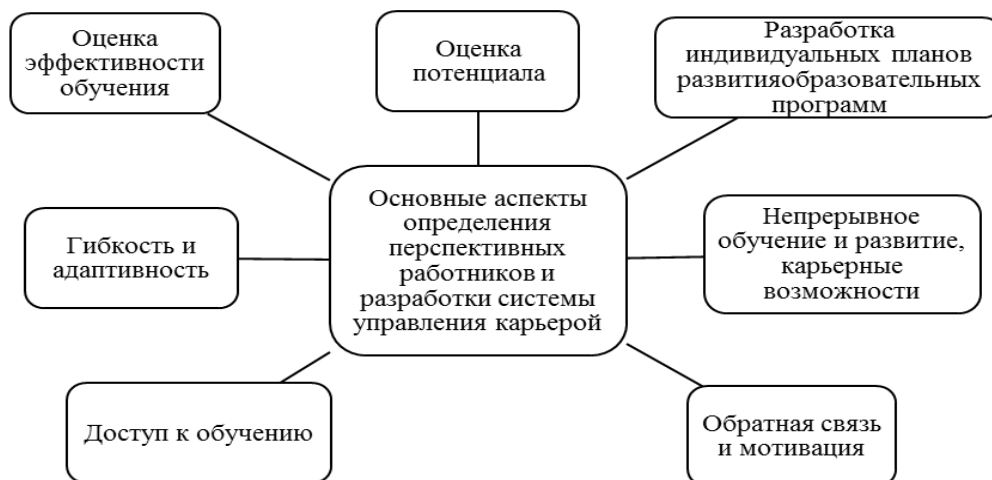 Оценка
эффективности
обучения
Оценка
потенциала
Разработка
индивидуальных планов
развитияобразовательных
программ
Основные аспекты
определения
перспективных
работников и
разработки системы
управления карьерой
Гибкость и
адаптивность
Непрерывное
обучение и развитие,
карьерные
возможности
Доступ к обучению
Обратная связь
и мотивация